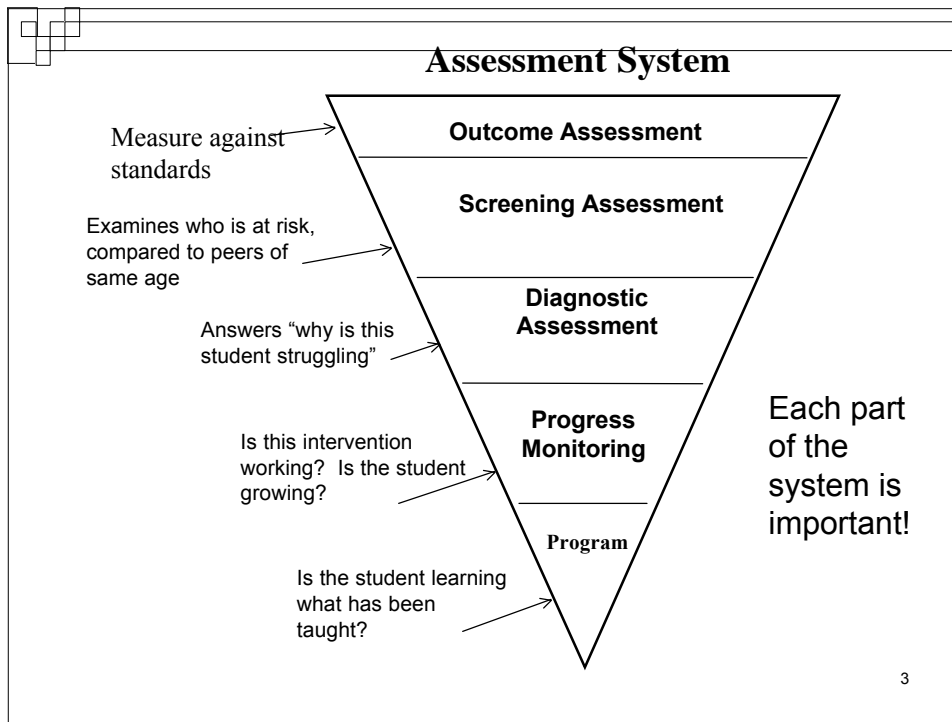 Assessment System
Measure against
standards
Outcome Assessment
Examines who is at risk,
compared to peers of
same age
Screening Assessment
Answers “why is this
student struggling”
Diagnostic
Assessment
Is this intervention
working?  Is the student
growing?
Progress
Monitoring
Is the student learning
what has been
taught?
Program
Each part
of the
system is
important!
3